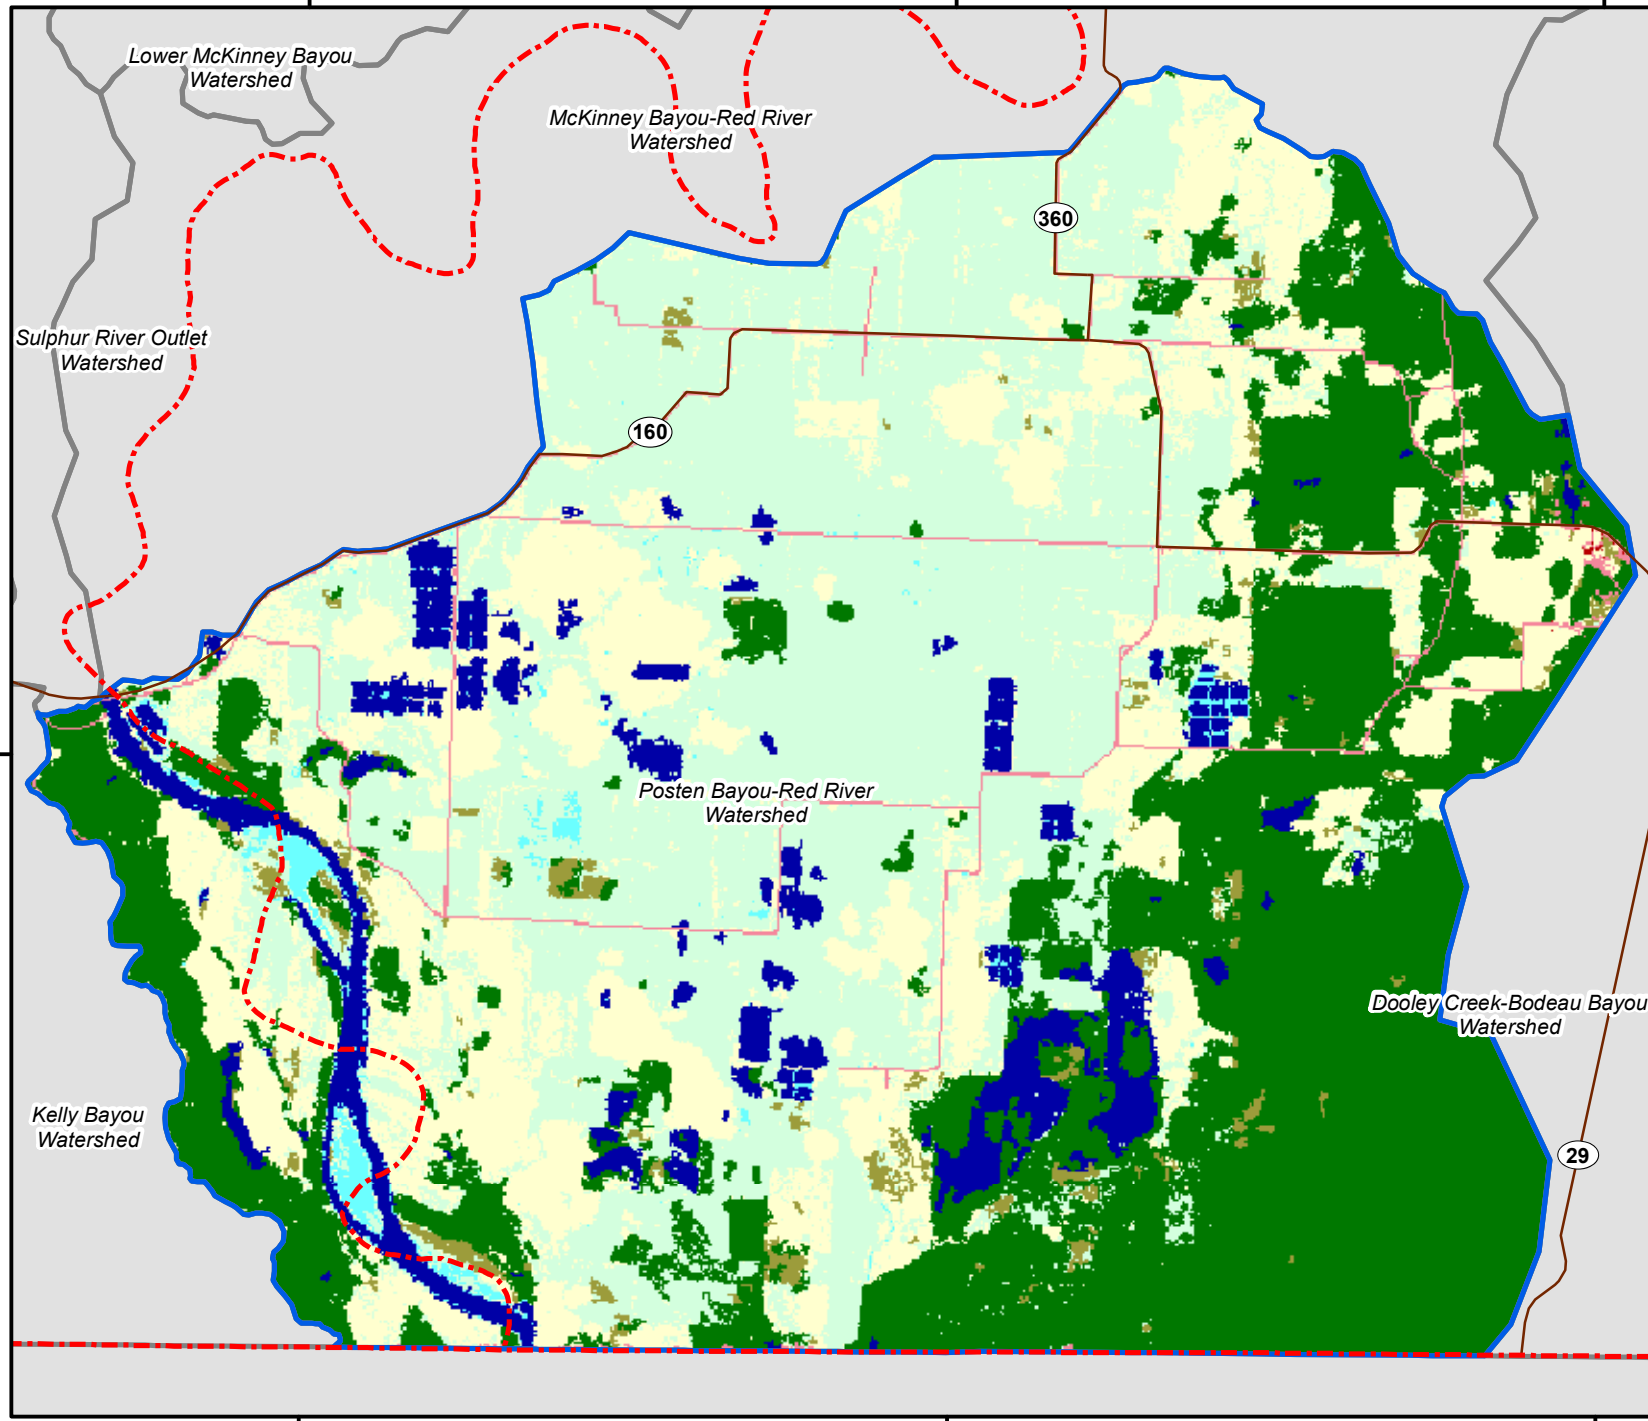 Lower McKinney Bayou
Watershed
McKinney Bayou-Red River
Watershed
360
Sulphur River Outlet
Watershed
160
Posten Bayou-Red River
Watershed
Dooley Creek-Bodeau Bayou
Watershed
Kelly Bayou
Watershed
29